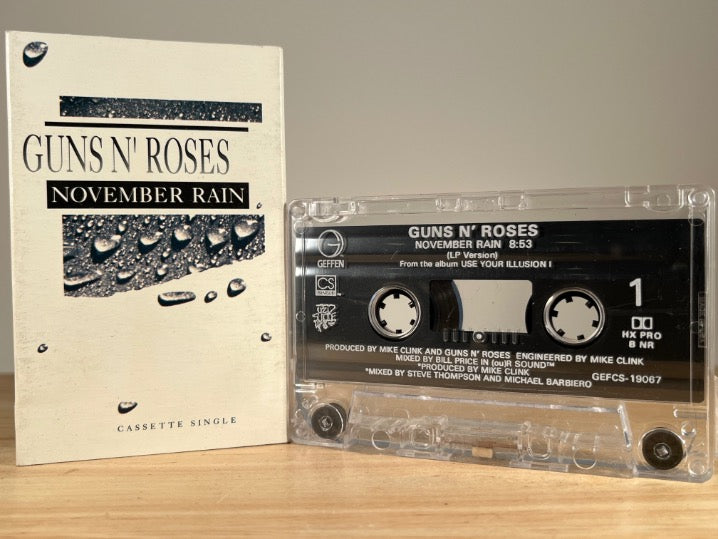 GUNS N' ROSES
NOVEMBER RAIN
CASSETTE SINGLE
GUNS N' ROSES
NOVEMBER RAIN 8:53
(LP Version)
From the album USE YOUR ILLUSION I
GEFFEN
CS
1
HX PRO
B NR
PRODUCED BY MIKE CLINK AND GUNS N' ROSES ENGINEERED BY MIKE CLINK
MIXED BY BILL PRICE IN (ou)R SOUND™
*PRODUCED BY MIKE CLINK
*MIXED BY STEVE THOMPSON AND MICHAEL BARBIERO
GEFCS-19067